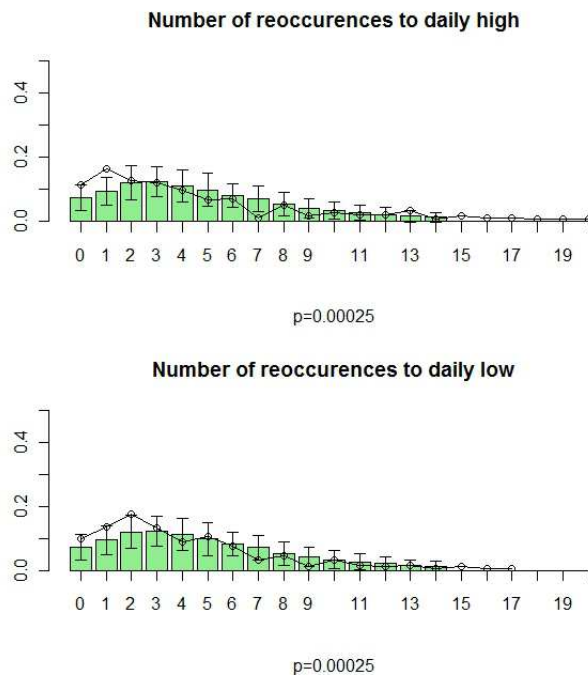 Number of reoccurences to daily high
0.4
0.2
0.0
0 1 2 3 4 5 6 7 8 9 11 13 15 17 19
p=0.00025
Number of reoccurences to daily low
0.4
0.2
0.0
0 1 2 3 4 5 6 7 8 9 11 13 15 17 19
p=0.00025